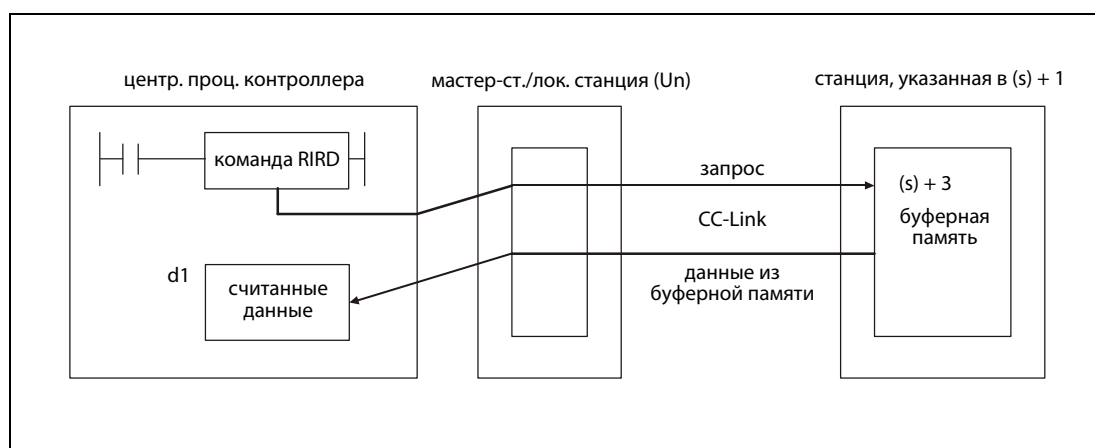 центр. проц. контроллера
мастер-ст./лок. станция (Un)
станция, указанная в (s) + 1
команда RIRD
запрос
(s) + 3
буферная
память
CC-Link
d1
считанные
данные
данные из
буферной памяти